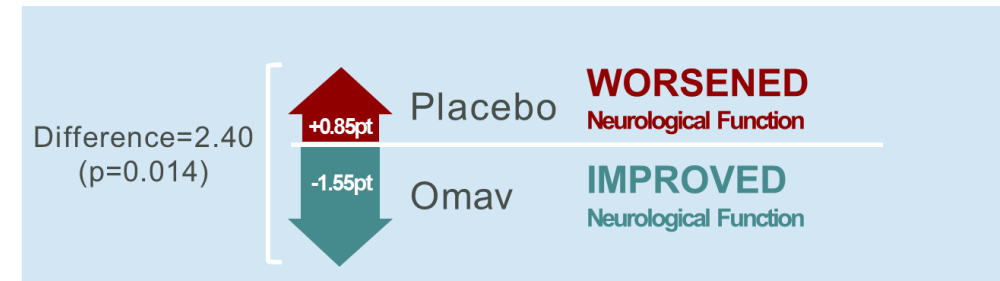 Difference=2.40
(p=0.014)
+0.85pt
Placebo
WORSENED
Neurological Function
-1.55pt
Omav
IMPROVED
Neurological Function